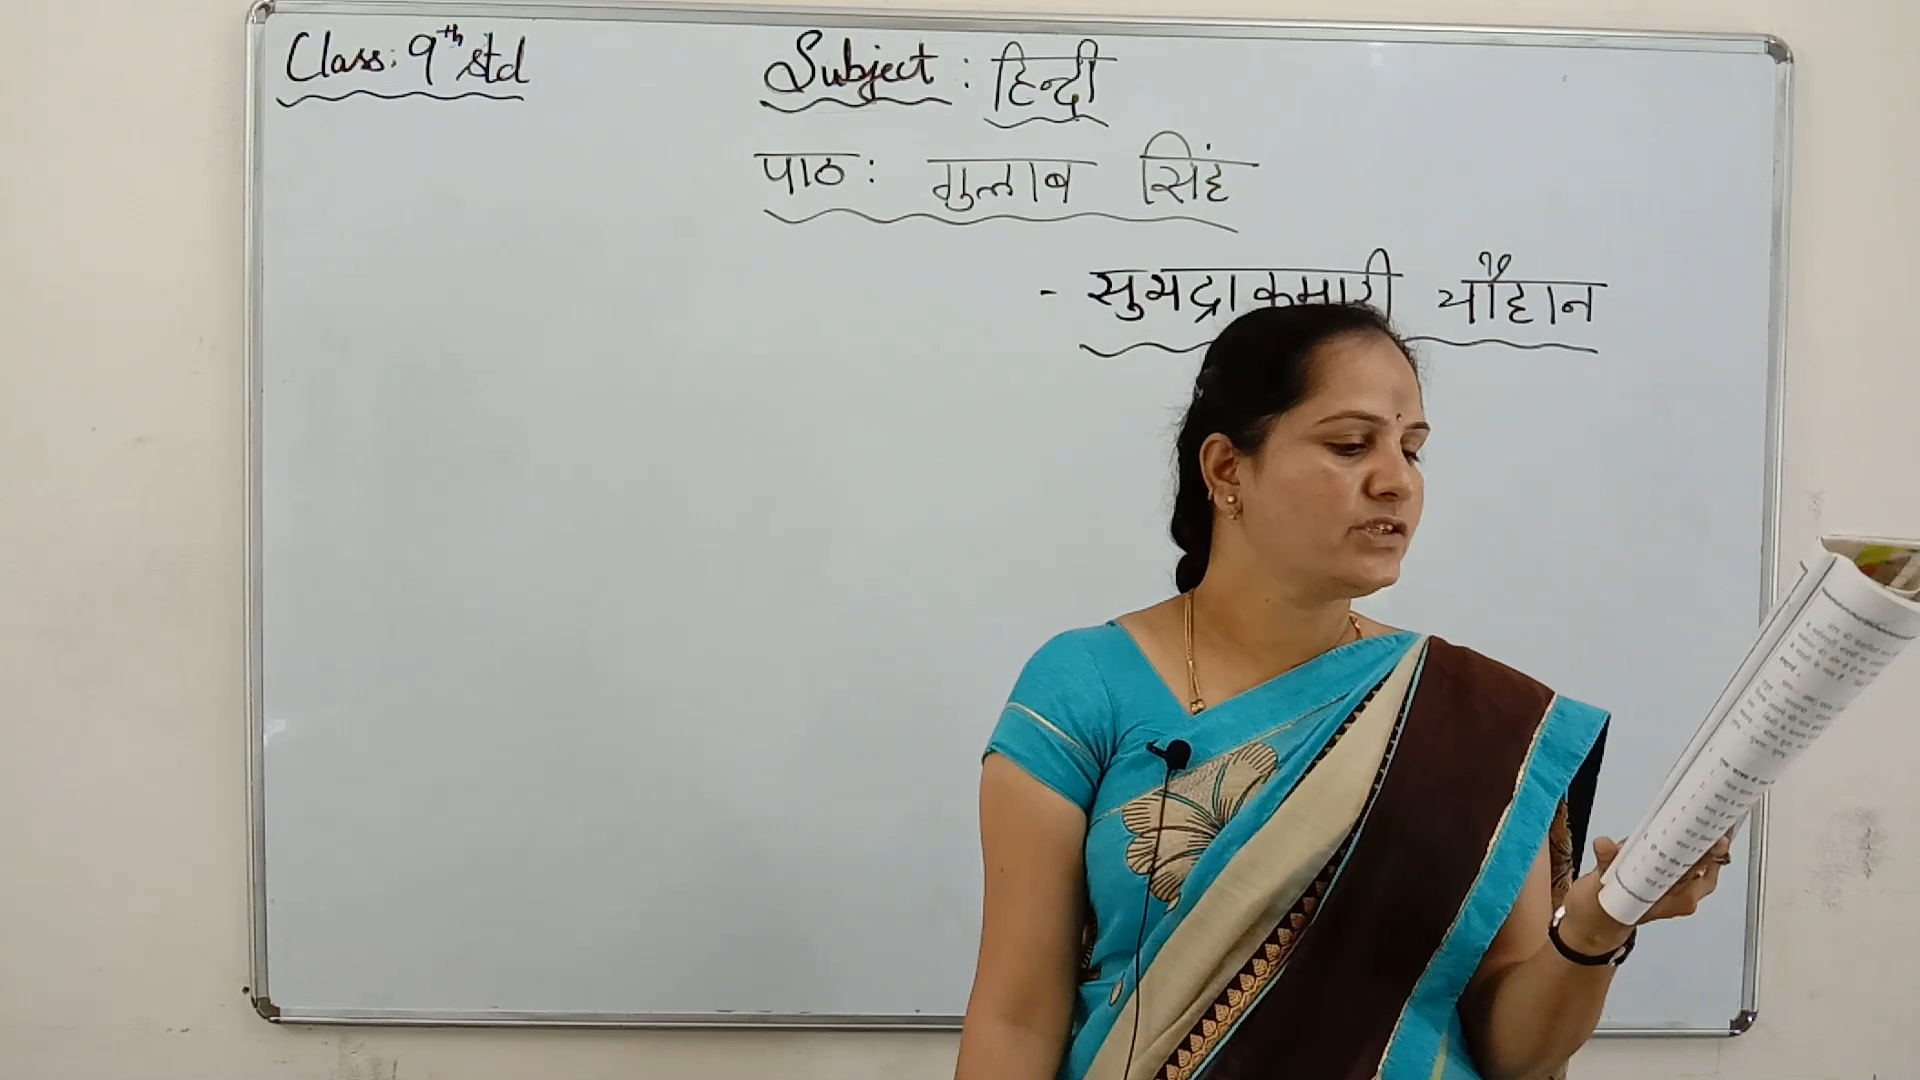 Class: 9th std
Subject : हिन्दी
पाठ : गुलाब सिंह
- सुभद्रा कुमारी चौहान